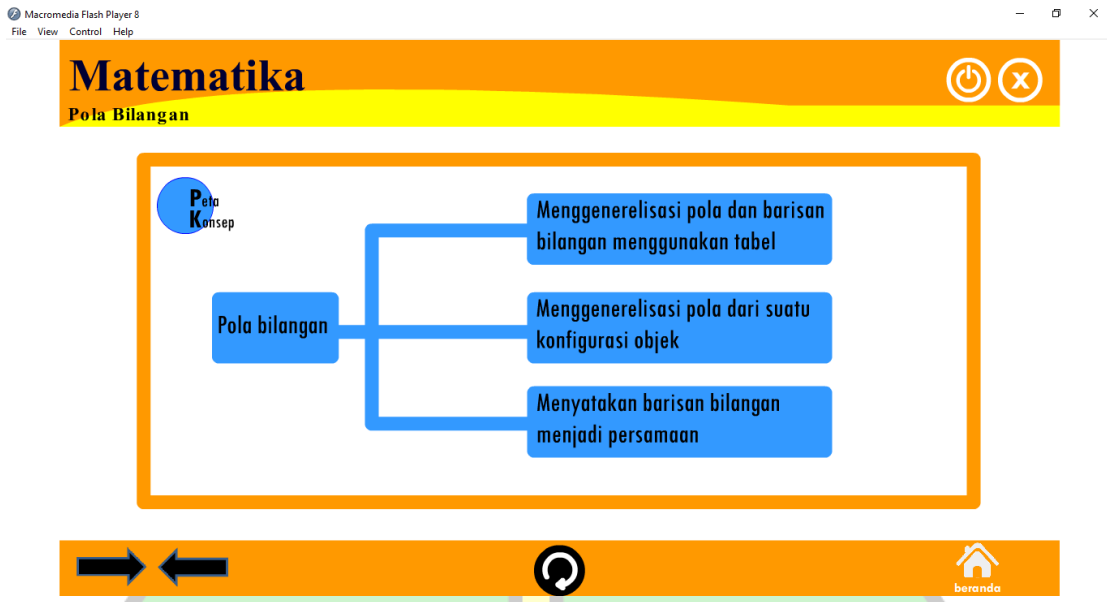 Macromedia Flash Player 8
File View Control Help
Matematika
Pola Bilangan
Peta
Konsep
Menggenerelisasi pola dan barisan
bilangan menggunakan tabel
Pola bilangan
Menggenerelisasi pola dari suatu
konfigurasi objek
Menyatakan barisan bilangan
menjadi persamaan
beranda